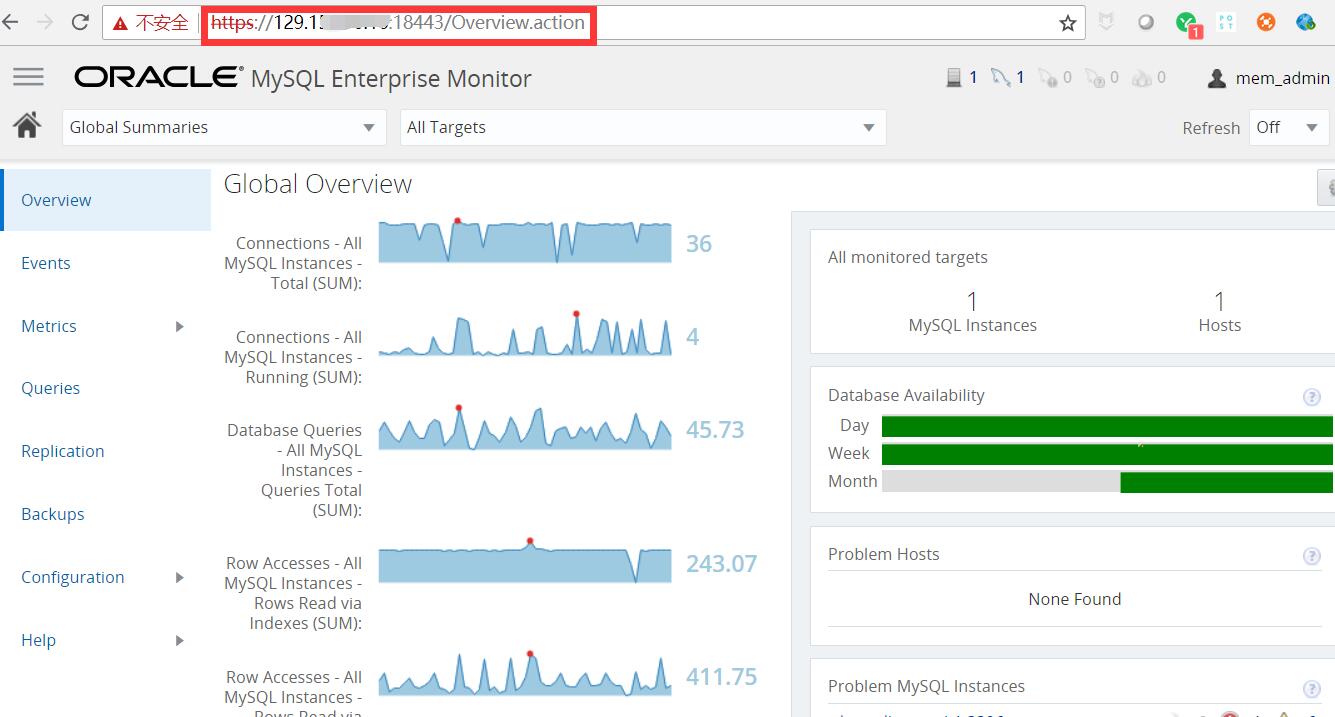 不安全 https://129.1 :18443/Overview.action
1
POST
ORACLE® MySQL Enterprise Monitor 1 1 0 0 0 mem_admin
Global Summaries All Targets Refresh Off
Overview
Events
Metrics
Queries
Replication
Backups
Configuration
Help
Global Overview
Connections - All
MySQL Instances -
Total (SUM):
36
Connections - All
MySQL Instances -
Running (SUM):
4
Database Queries
- All MySQL
Instances -
Queries Total
(SUM):
45.73
Row Accesses - All
MySQL Instances -
Rows Read via
Indexes (SUM):
243.07
Row Accesses - All
MySQL Instances -
Rows Read via
411.75
All monitored targets
1 1
MySQL Instances Hosts
Database Availability ?
Day
Week
Month
Problem Hosts ?
None Found
Problem MySQL Instances ?